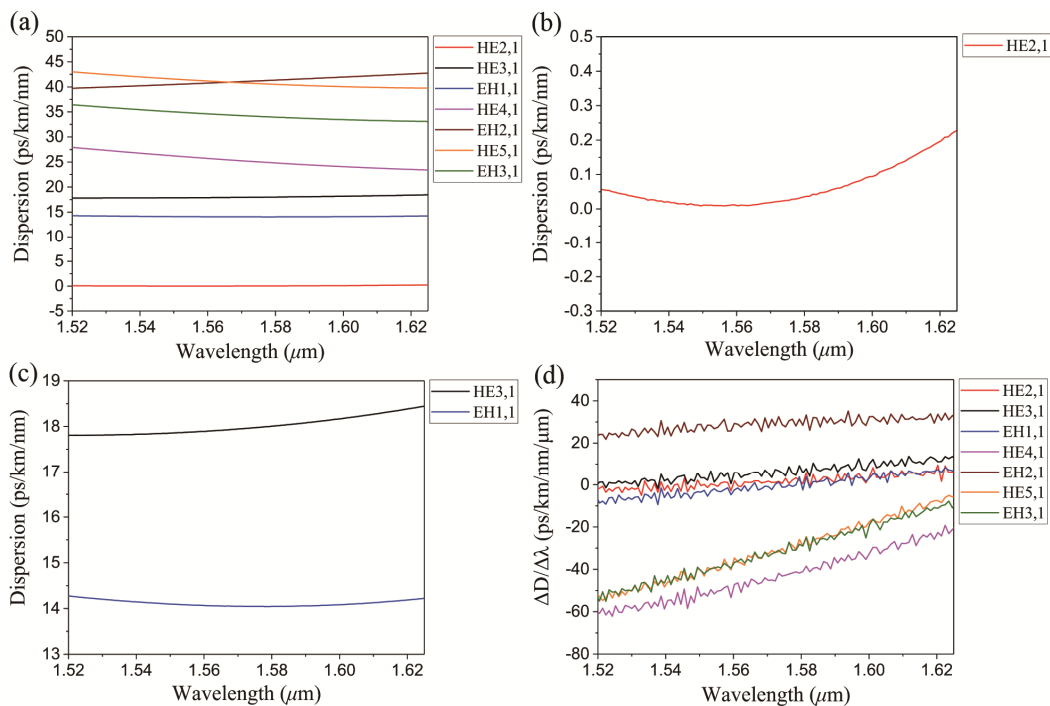 (a)
50
45
40
35
30
25
20
15
10
5
0
-5
Dispersion (ps/km/nm)
1.52 1.54 1.56 1.58 1.60 1.62
Wavelength (μm)
HE2,1
HE3,1
EH1,1
HE4,1
EH2,1
HE5,1
EH3,1
(b)
0.5
0.4
0.3
0.2
0.1
0.0
0.1
0.2
-0.3
Dispersion (ps/km/nm)
1.52 1.54 1.56 1.58 1.60 1.62
Wavelength (μm)
HE2,1
(c)
19
18
17
16
15
14
13
Dispersion (ps/km/nm)
1.52 1.54 1.56 1.58 1.60 1.62
Wavelength (μm)
HE3,1
EH1,1
(d)
40
20
0
-20
-40
-60
-80
ΔD/Δλ (ps/km/nm/μm)
1.52 1.54 1.56 1.58 1.60 1.62
Wavelength (μm)
HE2,1
HE3,1
EH1,1
HE4,1
EH2,1
HE5,1
EH3,1